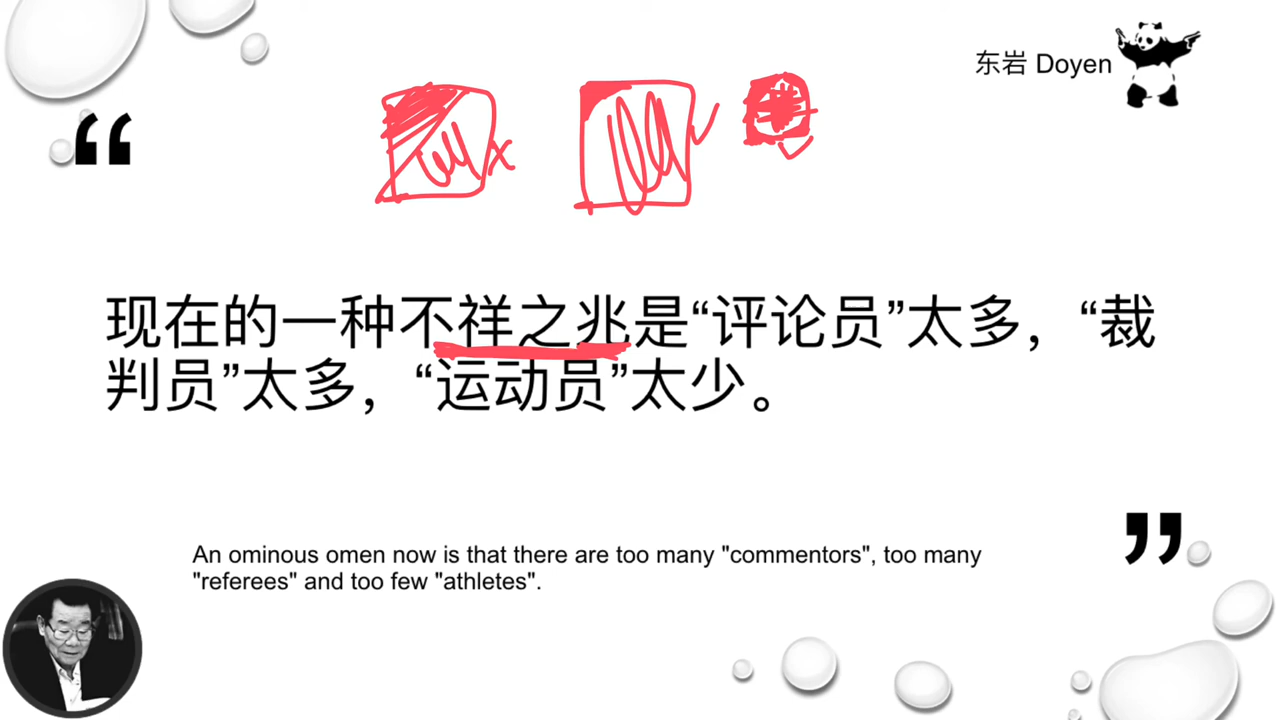 东岩 Doyen
“
现在的一种不祥之兆是“评论员”太多，“裁
判员”太多，“运动员”太少。
”
An ominous omen now is that there are too many "commentors", too many
"referees" and too few "athletes".